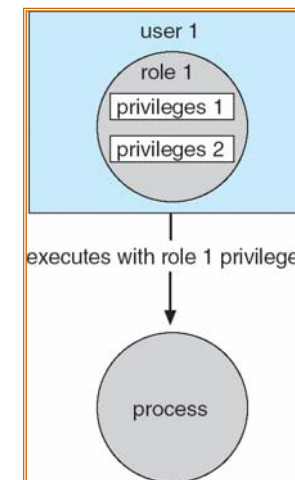 user 1
role 1
privileges 1
privileges 2
executes with role 1 privilege
process